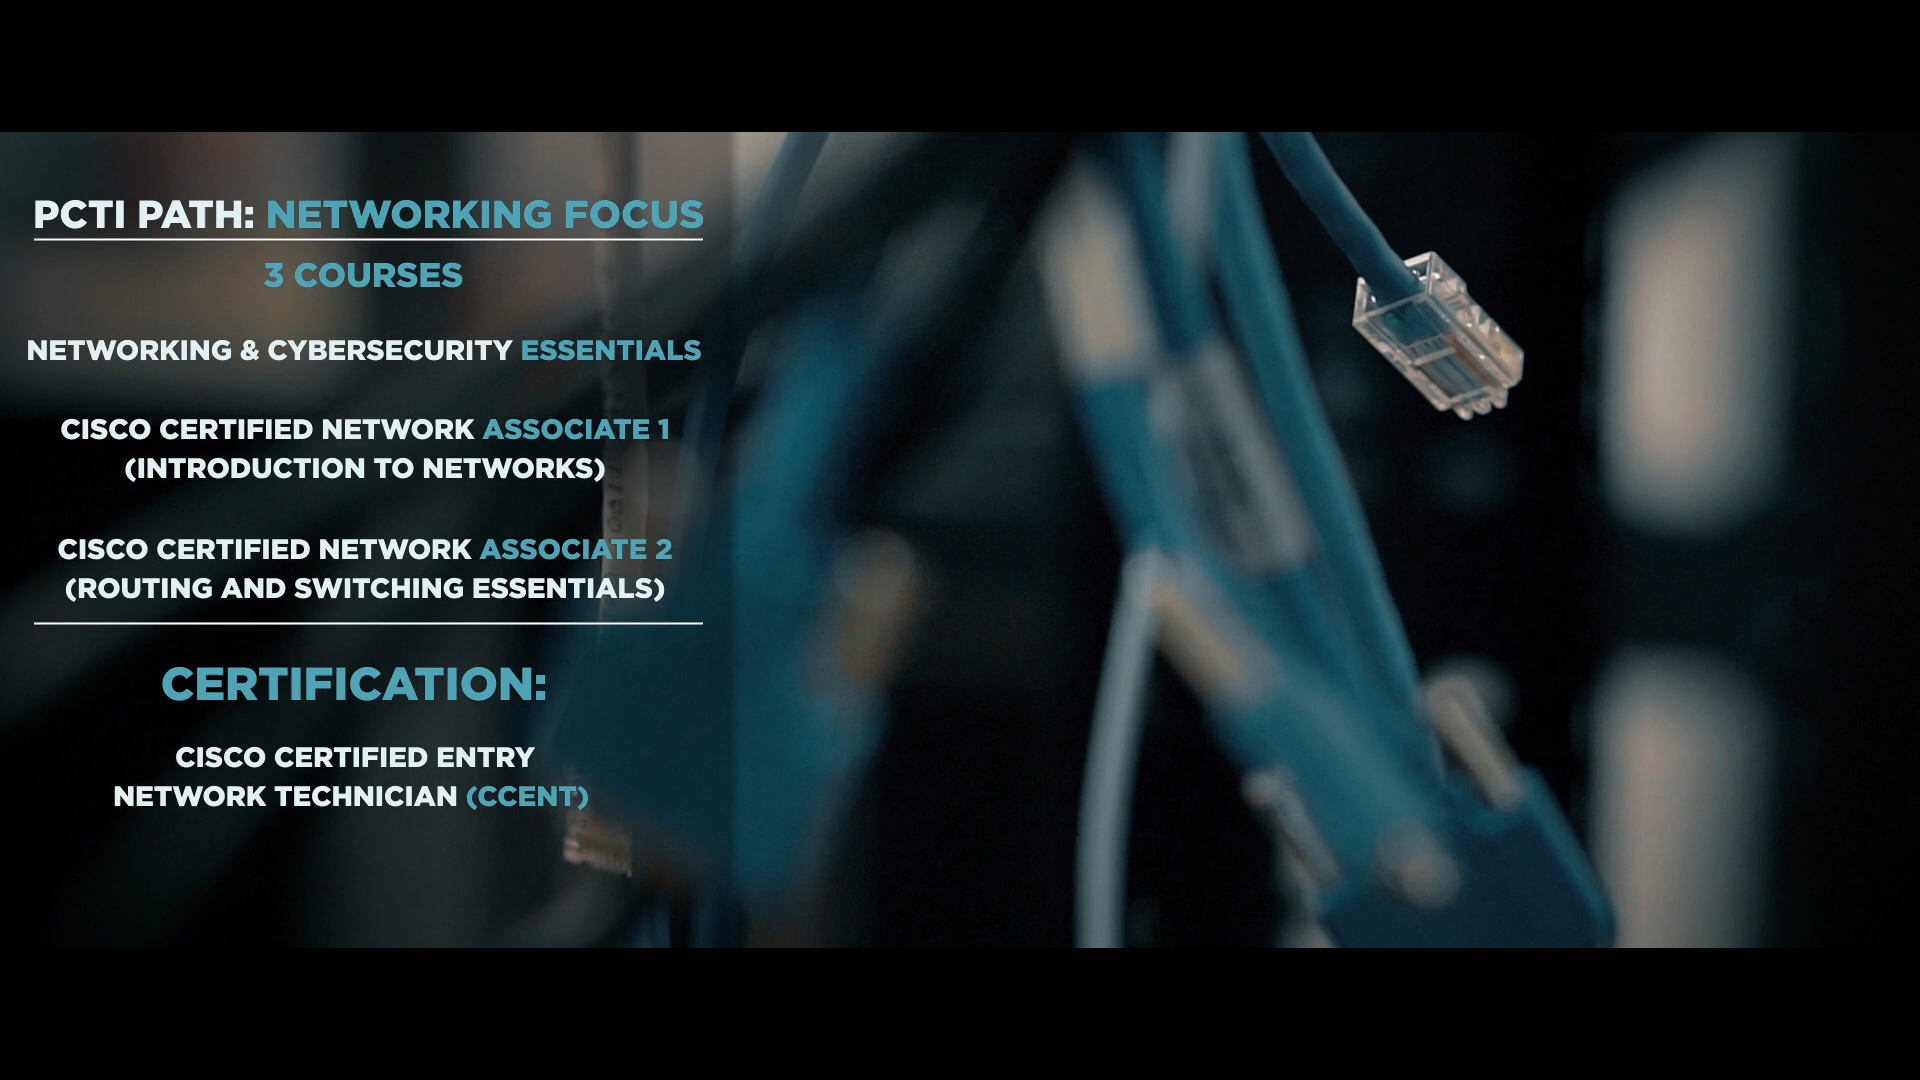 PCTI PATH: NETWORKING FOCUS
3 COURSES
NETWORKING & CYBERSECURITY ESSENTIALS
CISCO CERTIFIED NETWORK ASSOCIATE 1
(INTRODUCTION TO NETWORKS)
CISCO CERTIFIED NETWORK ASSOCIATE 2
(ROUTING AND SWITCHING ESSENTIALS)
CERTIFICATION:
CISCO CERTIFIED ENTRY
NETWORK TECHNICIAN (CCENT)